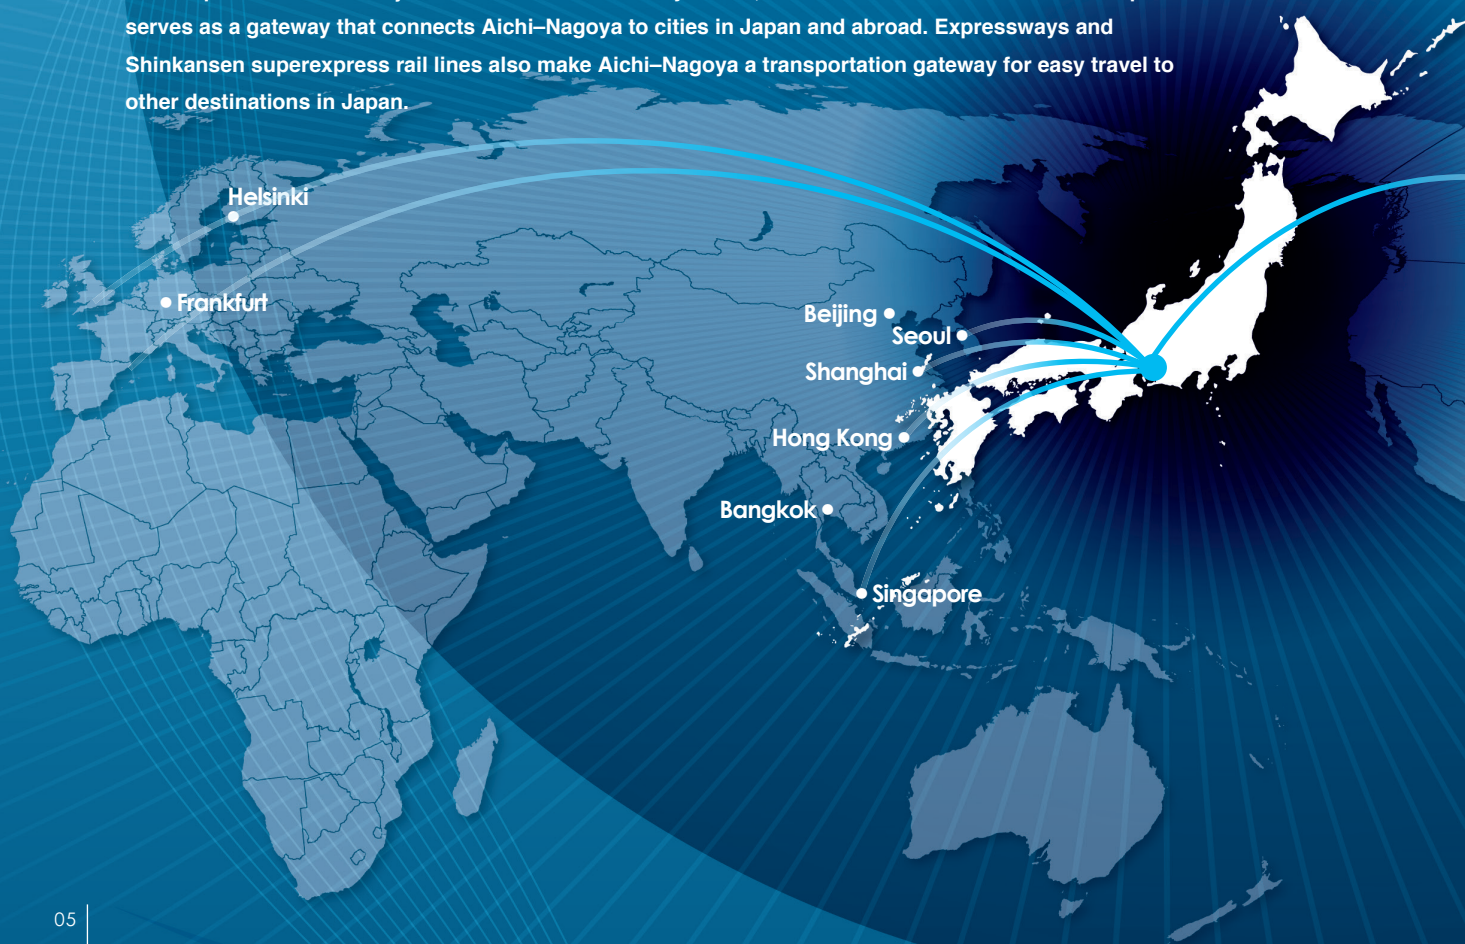 serves as a gateway that connects Aichi–Nagoya to cities in Japan and abroad. Expressways and
Shinkansen superexpress rail lines also make Aichi–Nagoya a transportation gateway for easy travel to
other destinations in Japan.
Helsinki
Frankfurt
Beijing
Seoul
Shanghai
Hong Kong
Bangkok
Singapore
05